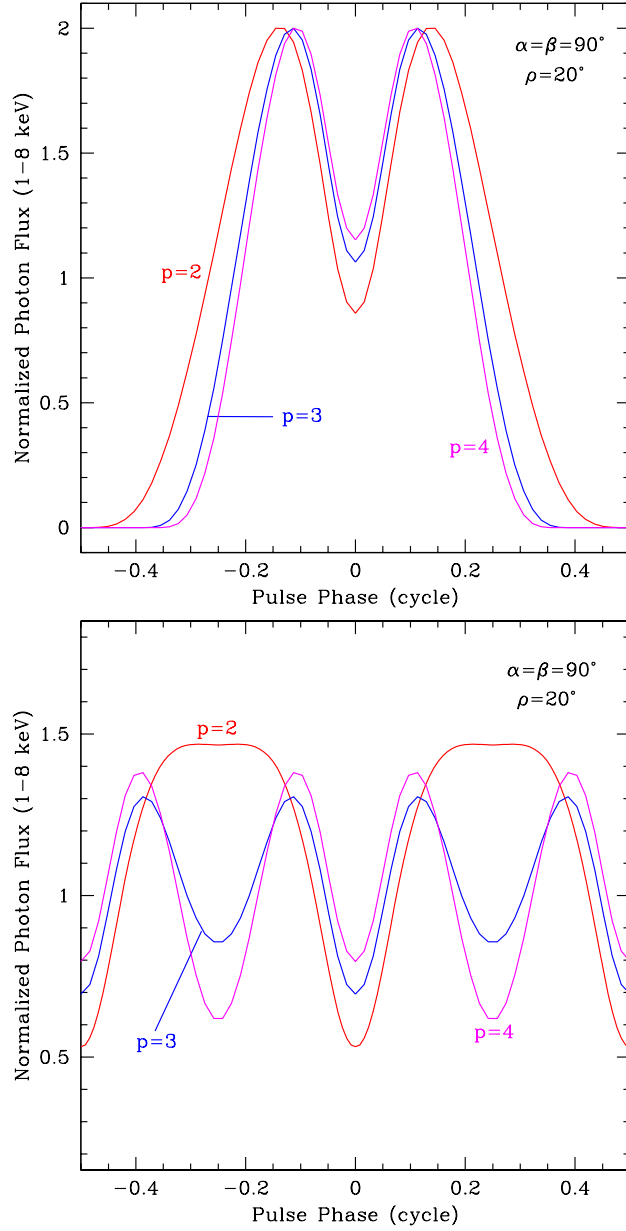 2
1.5
1
0.5
0
Normalized Photon Flux (1−8 keV)
α=β=90°
ρ=20°
p=2
p=3
p=4
−0.4
−0.2
0
0.2
0.4
Pulse Phase (cycle)
1.5
1
0.5
Normalized Photon Flux (1−8 keV)
α=β=90°
ρ=20°
p=2
p=3
p=4
−0.4
−0.2
0
0.2
0.4
Pulse Phase (cycle)